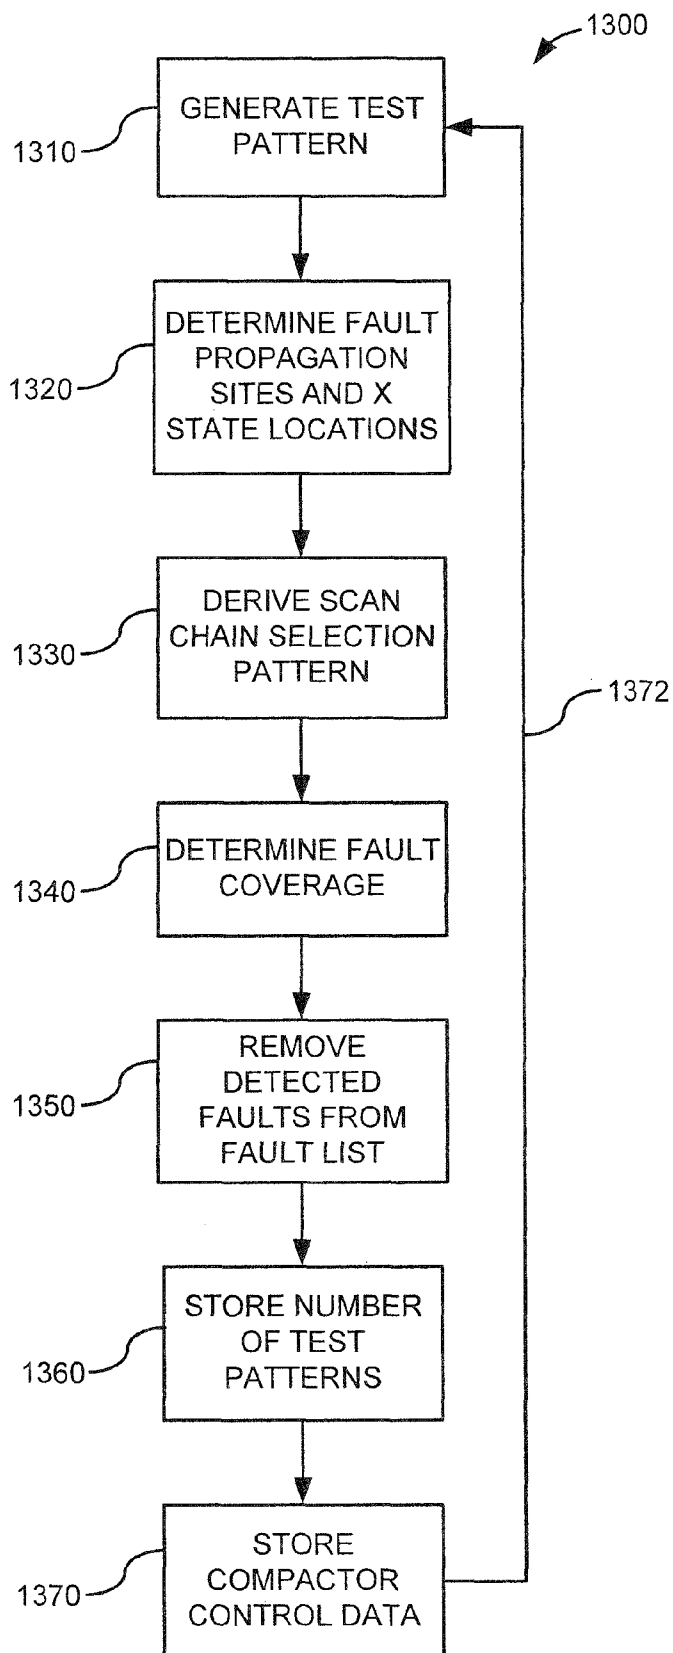 1300
GENERATE TEST
PATTERN
1310
DETERMINE FAULT
PROPAGATION
SITES AND X
STATE LOCATIONS
1320
DERIVE SCAN
CHAIN SELECTION
PATTERN
1330
1372
DETERMINE FAULT
COVERAGE
1340
REMOVE
DETECTED
FAULTS FROM
FAULT LIST
1350
STORE NUMBER
OF TEST
PATTERNS
1360
STORE
COMPACTOR
CONTROL DATA
1370